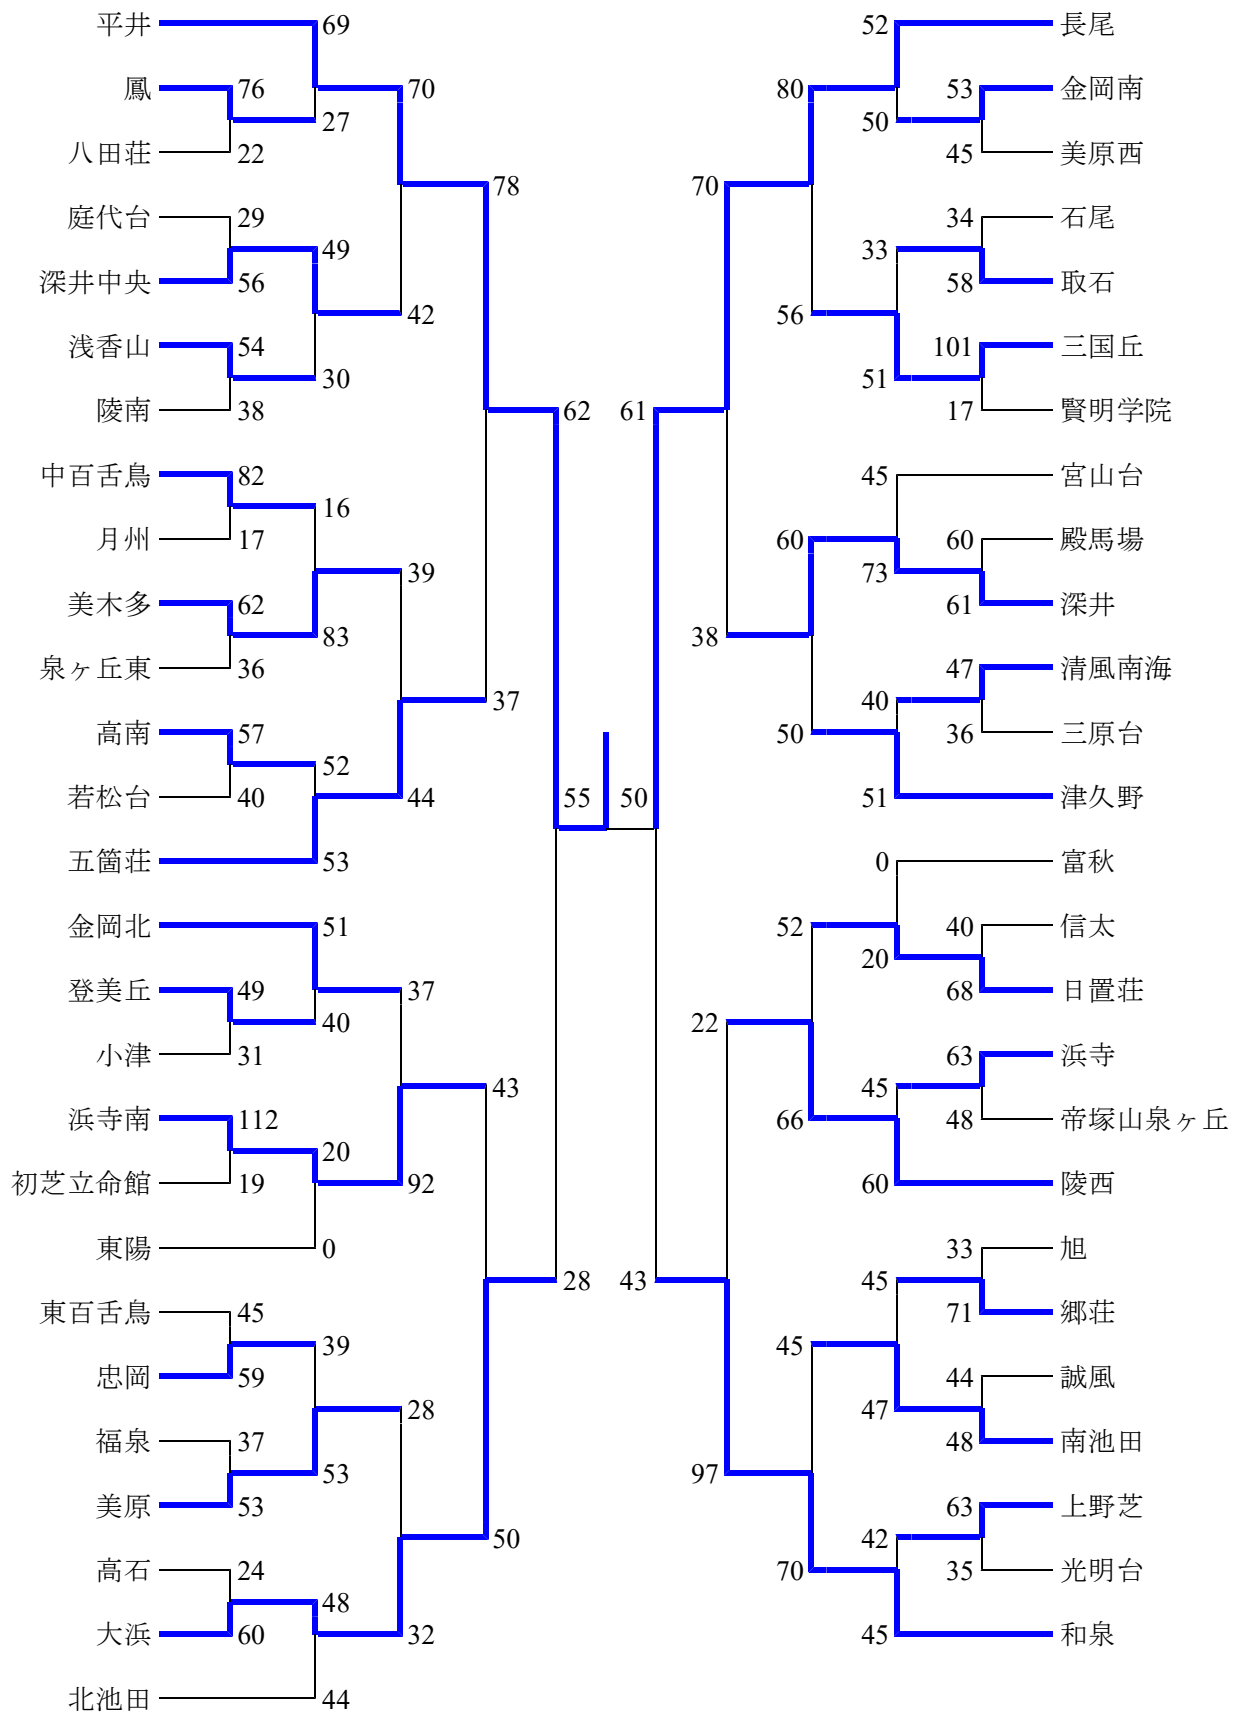 平井 69 52 長尾
鳳 76 70 80 53 金岡南
27 50
八田荘 22 45 美原西
78 70
庭代台 29 34 石尾
49 33
深井中央 56 58 取石
42 56
浅香山 54 101 三国丘
30 51
陵南 38 62 61 17 賢明学院
中百舌鳥 82 45 宮山台
16
月州 17 60 60 殿馬場
39 73
美木多 62 61 深井
83 38
泉ヶ丘東 36 47 清風南海
37 40
高南 57 50 36 三原台
52
若松台 40 44 55 50 51 津久野
五箇荘 53 0 富秋
金岡北 51 52 40 信太
20
登美丘 49 37 68 日置荘
40 22
小津 31 63 浜寺
43 45
浜寺南 112 66 48 帝塚山泉ヶ丘
20
初芝立命館 19 92 60 陵西
東陽 0 33 旭
28 43 45
東百舌鳥 45 71 郷荘
39 45
忠岡 59 44 誠風
28 47
福泉 37 48 南池田
53 97
美原 53 63 上野芝
50 42
高石 24 70 35 光明台
48
大浜 60 32 45 和泉
北池田 44